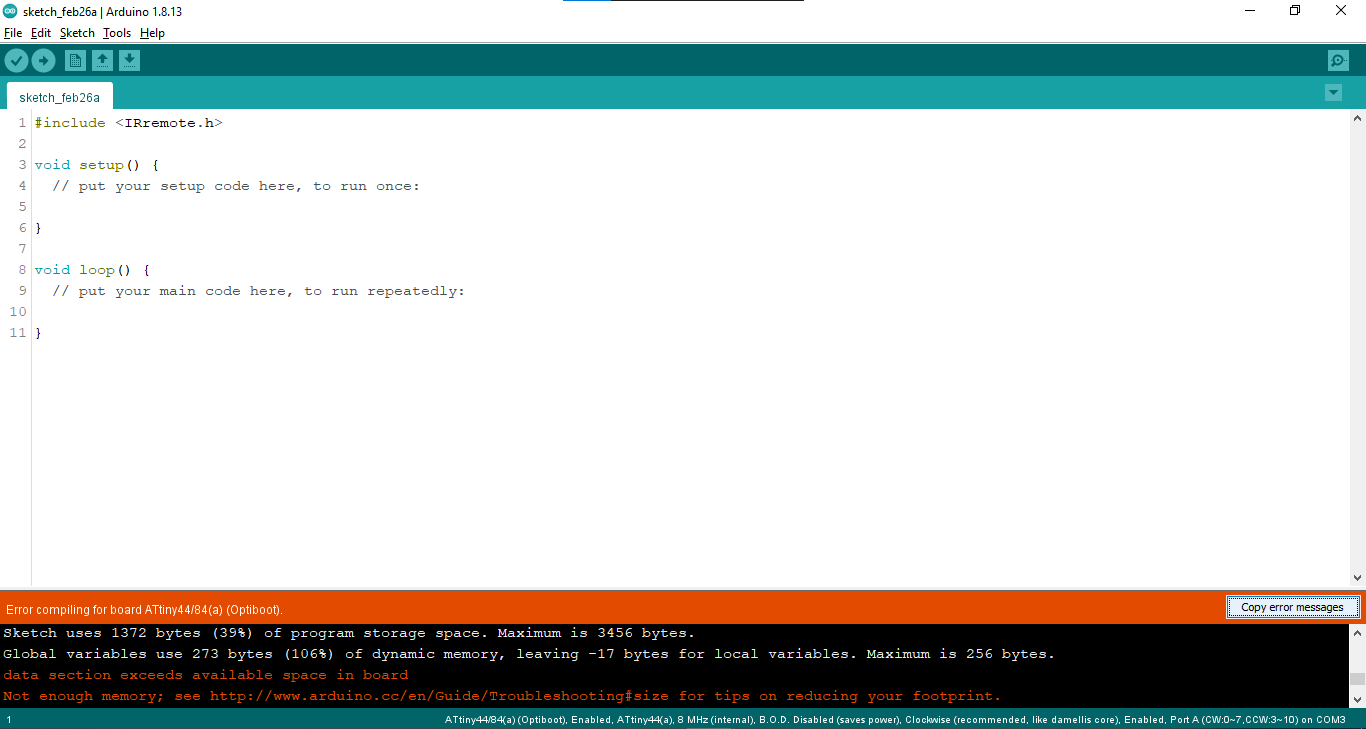 sketch_feb26a | Arduino 1.8.13
File Edit Sketch Tools Help
sketch_feb26a
1 #include <IRremote.h>
2
3 void setup() {
4 // put your setup code here, to run once:
5
6 }
7
8 void loop() {
9 // put your main code here, to run repeatedly:
10
11 }
Error compiling for board ATtiny44/84(a) (Optiboot).
Copy error messages
Sketch uses 1372 bytes (39%) of program storage space. Maximum is 3456 bytes.
Global variables use 273 bytes (106%) of dynamic memory, leaving -17 bytes for local variables. Maximum is 256 bytes.
data section exceeds available space in board
Not enough memory; see http://www.arduino.cc/en/Guide/Troubleshooting#size for tips on reducing your footprint.
1 ATtiny44/84(a) (Optiboot), Enabled, ATtiny44(a), 8 MHz (internal), B.O.D. Disabled (saves power), Clockwise (recommended, like damellis core), Enabled, Port A (CW:0~7,CCW:3~10) on COM3